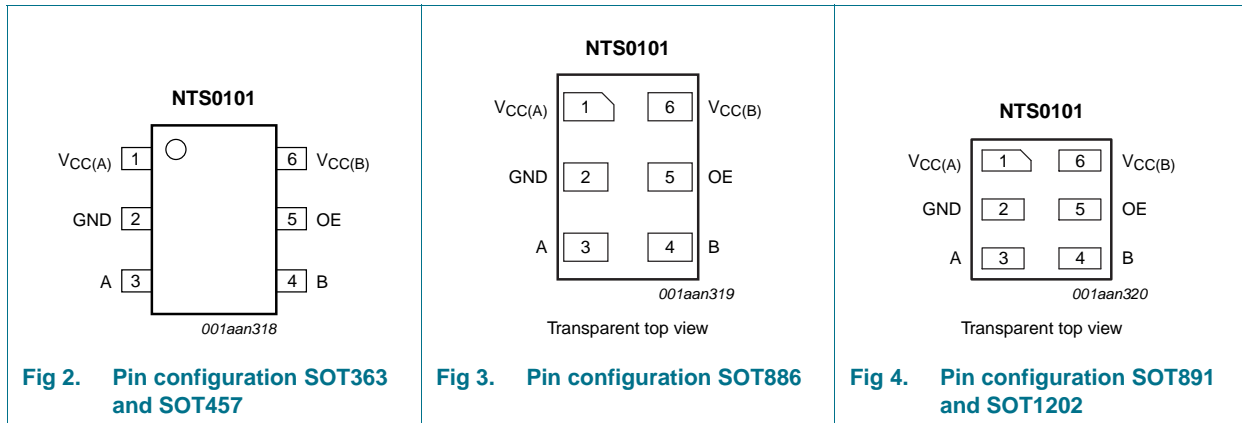 NTS0101
VCC(A) 1 6 VCC(B)
GND 2 5 OE
A 3 4 B
001aan318
Fig 2. Pin configuration SOT363
and SOT457
NTS0101
VCC(A) 1 6 VCC(B)
GND 2 5 OE
A 3 4 B
001aan319
Transparent top view
Fig 3. Pin configuration SOT886
NTS0101
VCC(A) 1 6 VCC(B)
GND 2 5 OE
A 3 4 B
001aan320
Transparent top view
Fig 4. Pin configuration SOT891
and SOT1202